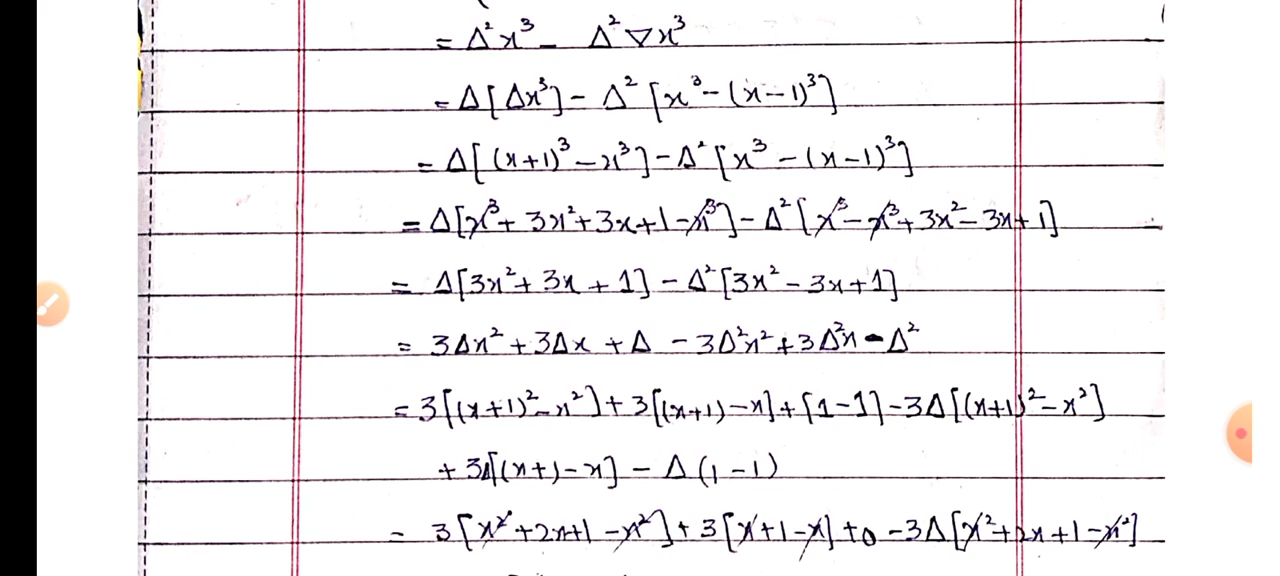 = Δ²x³ - Δ²∇x³
= Δ[Δx³] - Δ²[x³ - (x-1)³]
= Δ[(x+1)³ - x³] - Δ²[x³ - (x-1)³]
= Δ[x³ + 3x² + 3x + 1 - x³] - Δ²[x³ - x³ + 3x² - 3x + 1]
= Δ[3x² + 3x + 1] - Δ²[3x² - 3x + 1]
= 3Δx² + 3Δx + Δ - 3Δ²x² + 3Δ²x - Δ²
= 3[(x+1)² - x²] + 3[(x+1) - x] + [1-1] - 3Δ[(x+1)² - x²]
+ 3Δ[(x+1 - x] - Δ(1-1)
= 3[x² + 2x+1 - x²] + 3[x+1-x] + 0 - 3Δ[x² + 2x + 1 - x²]